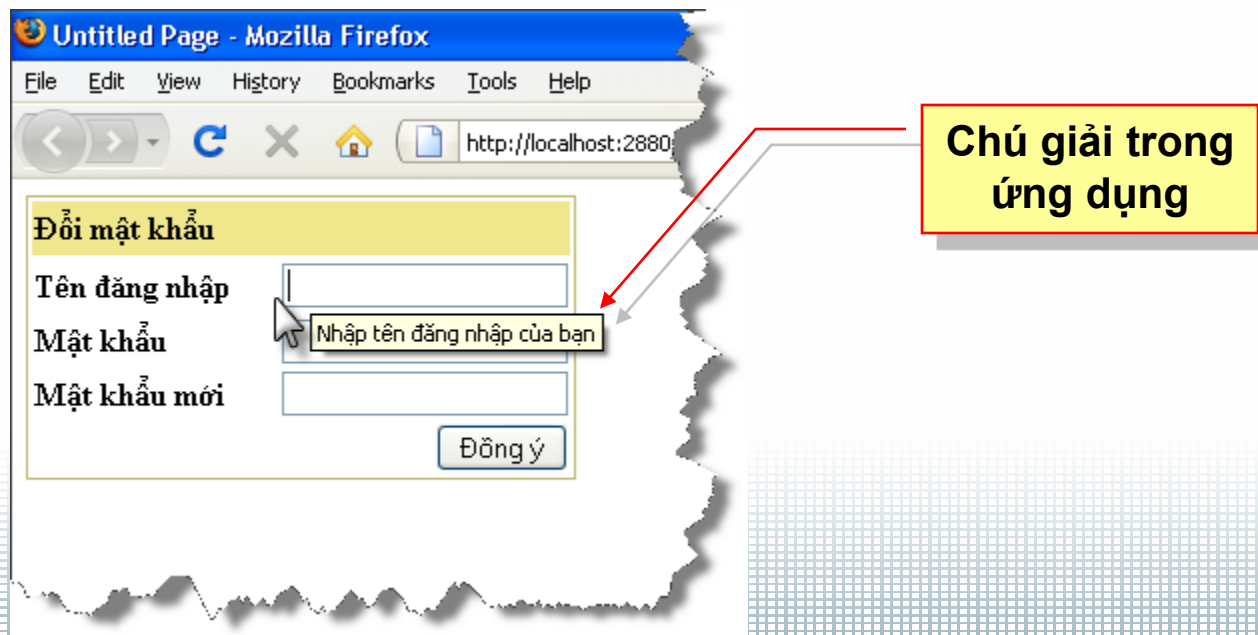 Untitled Page - Mozilla Firefox
File Edit View History Bookmarks Tools Help
http://localhost:2880
Chú giải trong
ứng dụng
Đổi mật khẩu
Tên đăng nhập
Nhập tên đăng nhập của bạn
Mật khẩu
Mật khẩu mới
Đồng ý